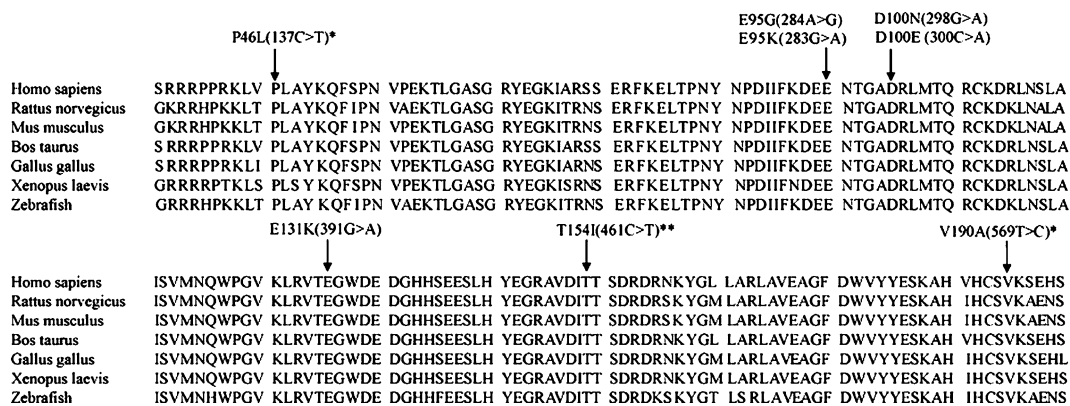 E95G(284A>G) D100N(298G>A)
P46L(137C>T)* E95K(283G>A) D100E (300C>A)
Homo sapiens SRRRPPRKLV PLAYKQFSPN VPEKTLGASG RYEGKIARSS ERFKELTPNY NPDIIFKDEE NTGADRLMTQ RCKDRLNSLA
Rattus norvegicus GKRRHPKKLT PLAYKQFIPN VAEKTLGASG RYEGKITRNS ERFKELTPNY NPDIIFKDEE NTGADRLMTQ RCKDKLNALA
Mus musculus GKRRHPKKLT PLAYKQFIPN VAEKTLGASG RYEGKITRNS ERFKELTPNY NPDIIFKDEE NTGADRLMTQ RCKDKLNALA
Bos taurus SRRRPPRKLV PLAYKQFSPN VPEKTLGASG RYEGKIARSS ERFKELTPNY NPDIIFKDEE NTGADRLMTQ RCKDRLNSLA
Gallus gallus SRRRPPRKLI PLAYKQFSPN VPEKTLGASG RYEGKITRNS ERFKELTPNY NPDIIFKDEE NTGADRLMTQ RCKDKLNSLA
Xenopus laevis GRRRRPTKLS PLSYKQFSPN VPEKTLGASG RYEGKISRNS ERFKELTPNY NPDIIFKDEE NTGADRLMTQ RCKDKLNSLA
Zebrafish GRRRHPKKLT PLAYKQFIPN VAEKTLGASG RYEGKITRNS ERFKELTPNY NPDIIFKDEE NTGADRLMTQ RCKDKLNSLA
E131K(391G>A) T154I(461C>T)** V190A(569T>C)*
Homo sapiens ISVMNQWPGV KLRVTEGWDE DGHHSEESLH YEGRAVDITT SDRDRNKYGL LARLAVEAGF DWVYYESKAH VHCSVKSEHS
Rattus norvegicus ISVMNQWPGV KLRVTEGWDE DGHHSEESLH YEGRAVDITT SDRDRSKYGM LARLAVEAGF DWVYYESKAH IHCSVKAENS
Mus musculus ISVMNQWPGV KLRVTEGWDE DGHHSEESLH YEGRAVDITT SDRDRSKYGM LARLAVEAGF DWVYYESKAH IHCSVKAENS
Bos taurus ISVMNQWPGV KLRVTEGWDE DGHHSEESLH YEGRAVDITT SDRDRNKYGL LARLAVEAGF DWVYYESKAH VHCSVKSEHS
Gallus gallus ISVMNQWPGV KLRVTEGWDE DGHHSEESLH YEGRAVDITT SDRDRNKYGM LARLAVEAGF DWVYYESKAH IHCSVKSEHL
Xenopus laevis ISVMNQWPGV KLRVTEGWDE DGHHSEESLH YEGRAVDITT SDRDRNKYGM LARLAVEAGF DWVYYESKAH IHCSVKSEHS
Zebrafish ISVMNHWPGV KLRVTEGWDE DGHHFEESLH YEGRAVDITT SDRDKSKYGT LSRLAVEAGF DWVYYESKAH IHCSVKAENS